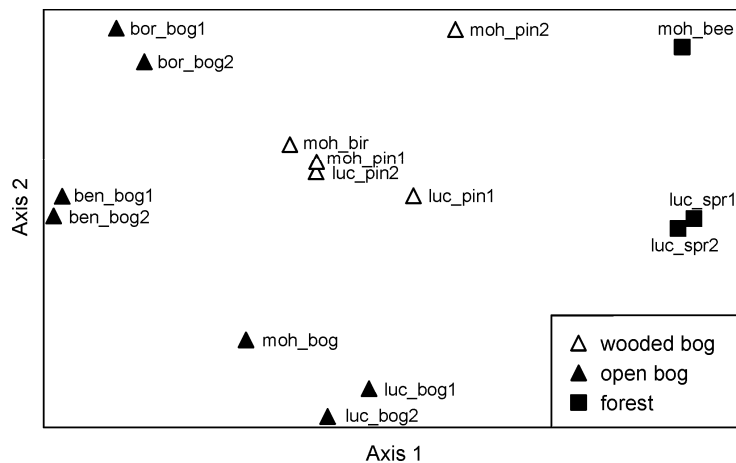 bor_bog1
moh_pin2
moh_bee
bor_bog2
moh_bir
moh_pin1
luc_pin2
luc_pin1
ben_bog1
ben_bog2
luc_spr1
luc_spr2
moh_bog
luc_bog1
luc_bog2
wooded bog
open bog
forest
Axis 2
Axis 1